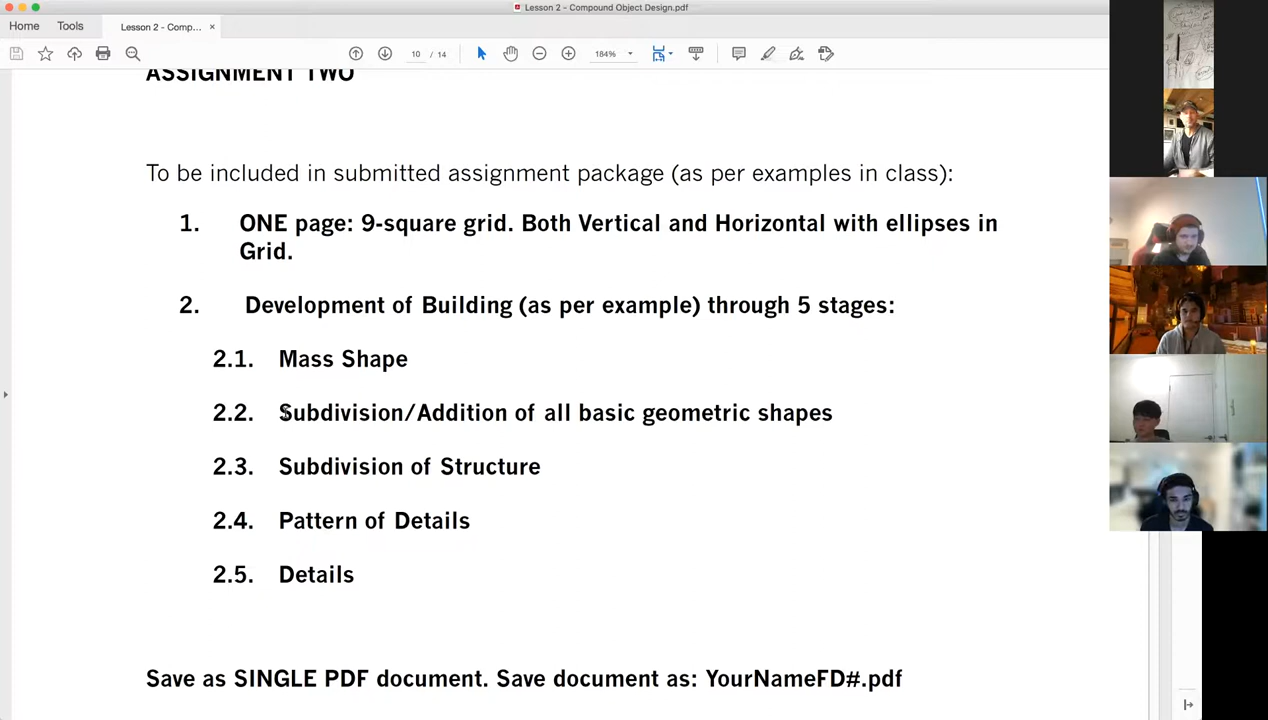 Lesson 2 - Compound Object Design.pdf
Home
Tools
Lesson 2 - Comp...
10 / 14
184%
ASSIGNMENT TWO
To be included in submitted assignment package (as per examples in class):
1. ONE page: 9-square grid. Both Vertical and Horizontal with ellipses in
Grid.
2. Development of Building (as per example) through 5 stages:
2.1. Mass Shape
2.2. Subdivision/Addition of all basic geometric shapes
2.3. Subdivision of Structure
2.4. Pattern of Details
2.5. Details
Save as SINGLE PDF document. Save document as: YourNameFD#.pdf